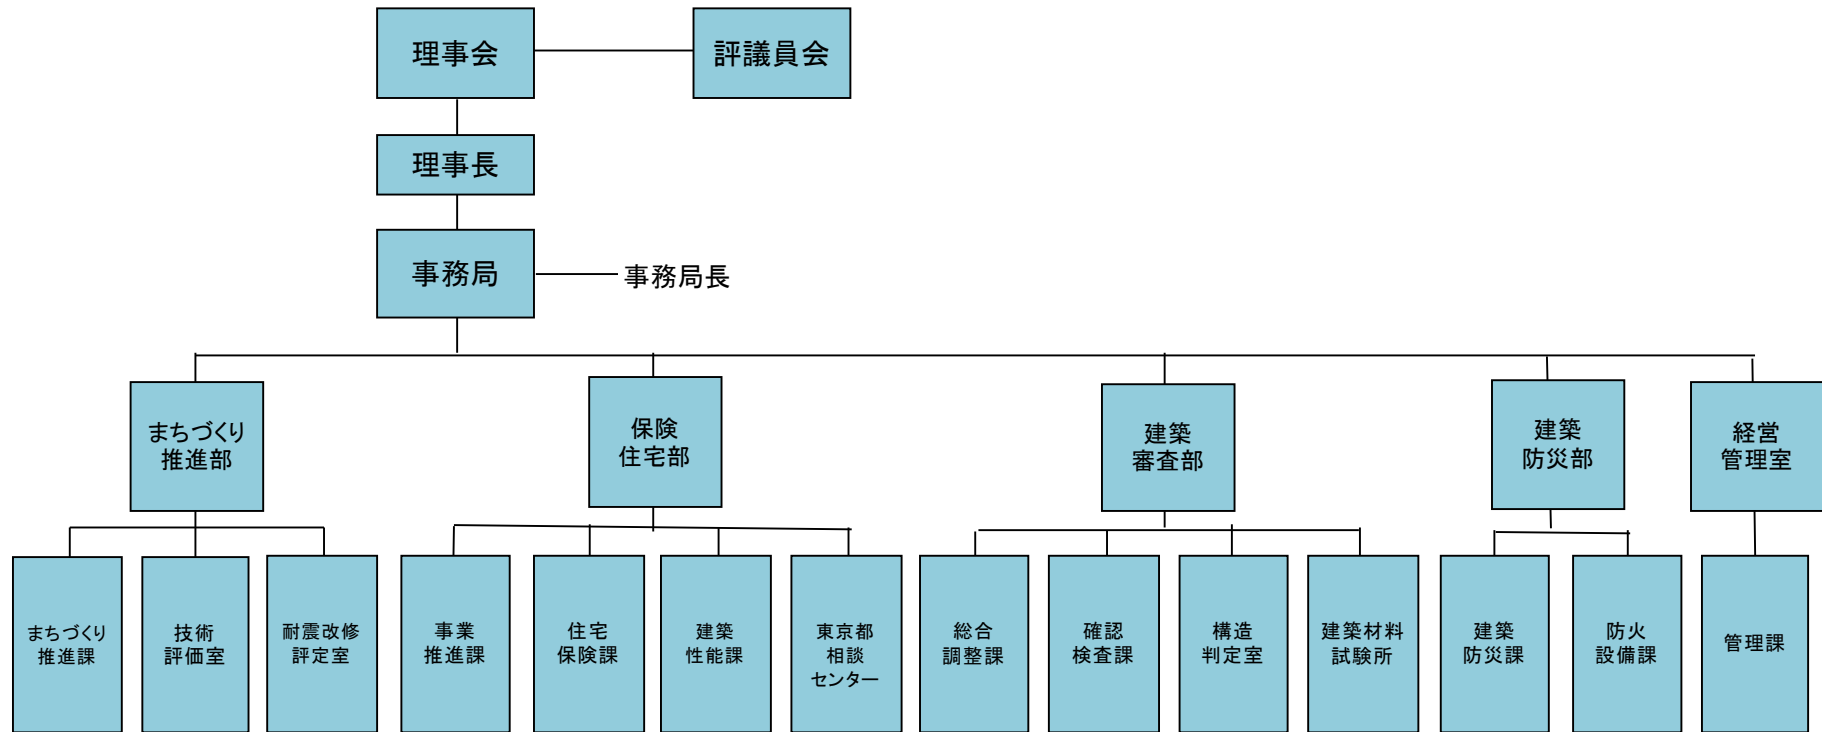 理事会
評議員会
理事長
事務局
事務局長
まちづくり
推進部
保険
住宅部
建築
審査部
建築
防災部
経営
管理室
まちづくり
推進課
技術
評価室
耐震改修
評定室
事業
推進課
住宅
保険課
建築
性能課
東京都
相談
センター
総合
調整課
確認
検査課
構造
判定室
建築材料
試験所
建築
防災課
防火
設備課
管理課